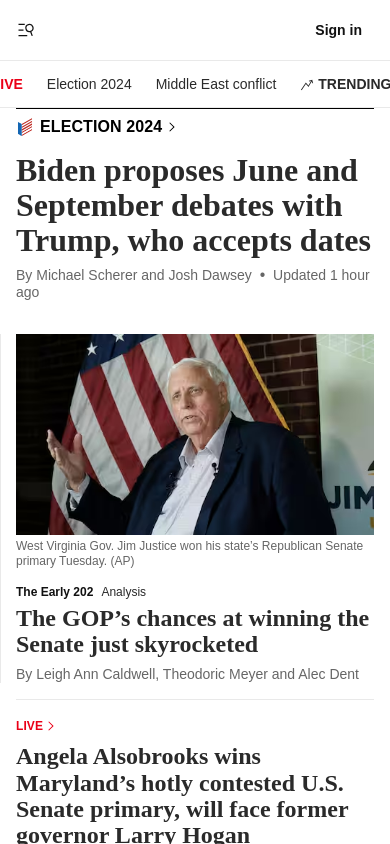 Sign in
IVE
Election 2024
Middle East conflict
TRENDING
ELECTION 2024
Biden proposes June and
September debates with
Trump, who accepts dates
By Michael Scherer and Josh Dawsey • Updated 1 hour
ago
JIM
West Virginia Gov. Jim Justice won his state's Republican Senate
primary Tuesday. (AP)
The Early 202 Analysis
The GOP's chances at winning the
Senate just skyrocketed
By Leigh Ann Caldwell, Theodoric Meyer and Alec Dent
LIVE
Angela Alsobrooks wins
Maryland's hotly contested U.S.
Senate primary, will face former
governor Larry Hogan